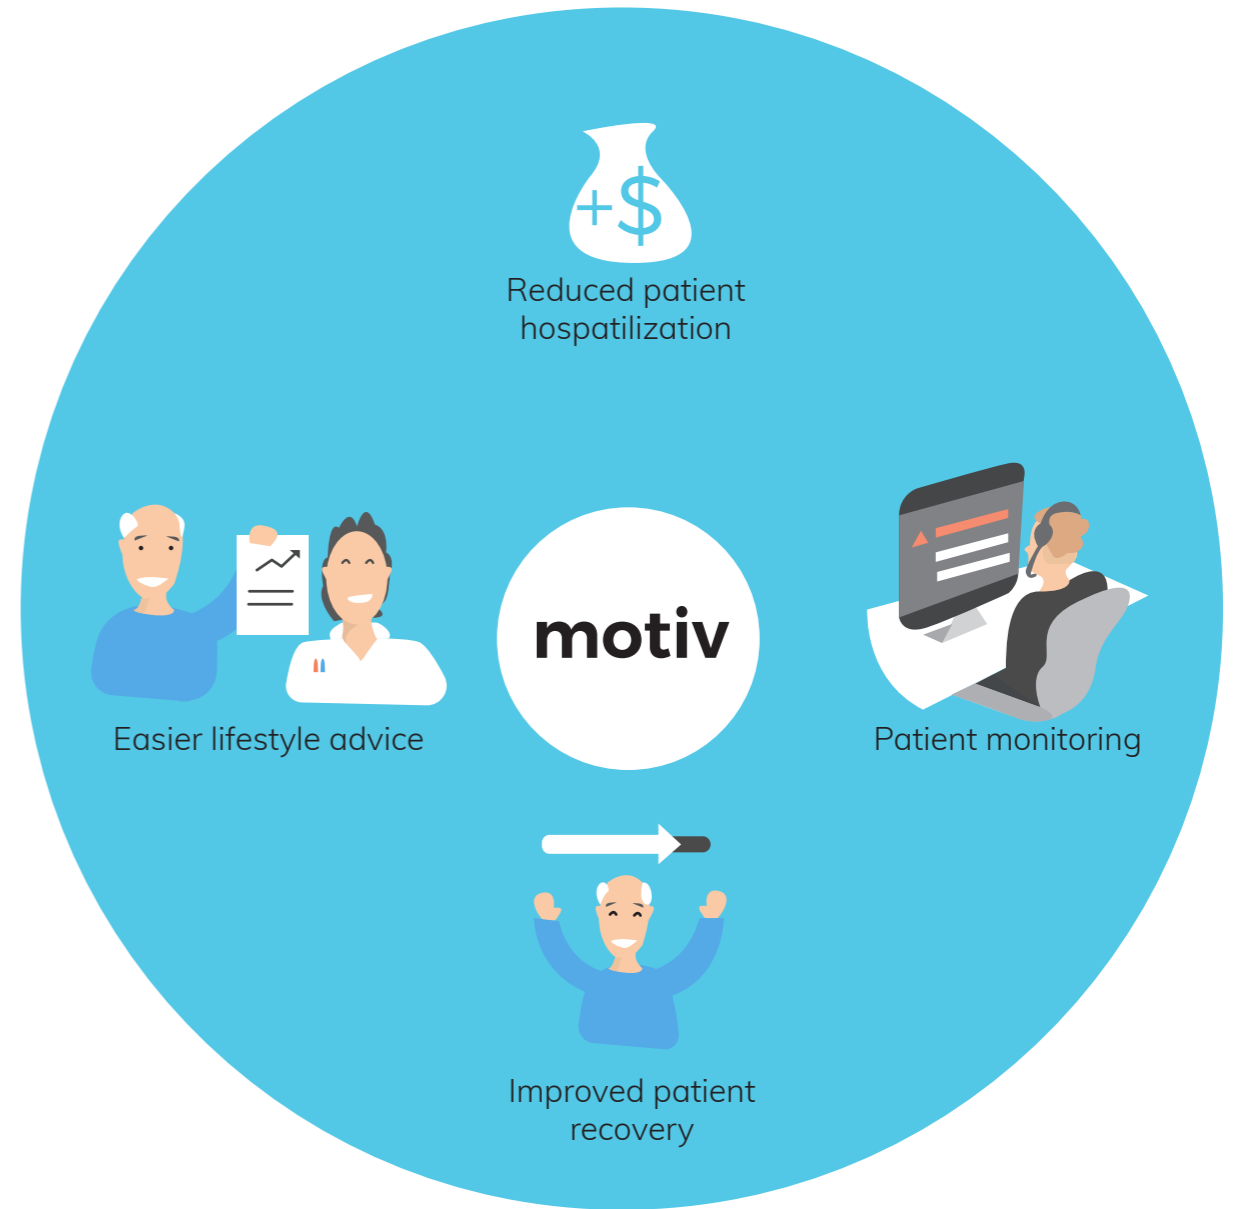 +$
Reduced patient
hospatilization
motiv
Easier lifestyle advice
Patient monitoring
Improved patient
recovery